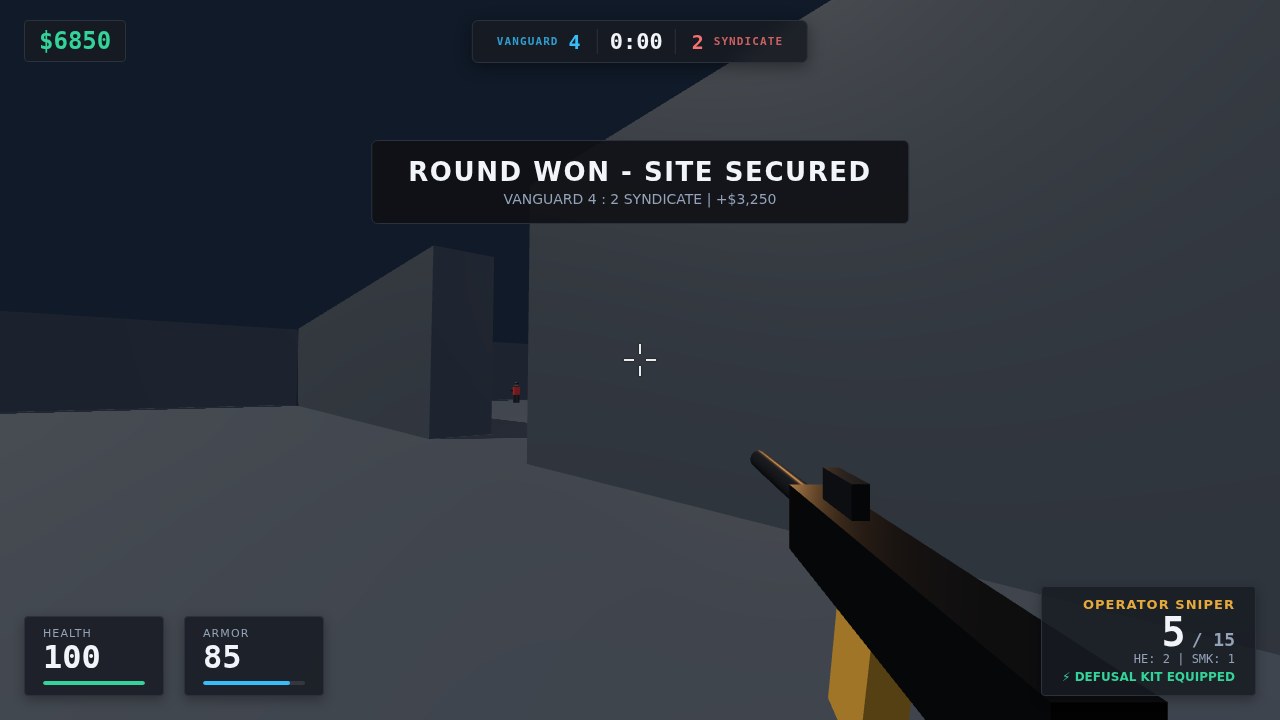 $6850
VANGUARD 4 0:00 2 SYNDICATE
ROUND WON - SITE SECURED
VANGUARD 4 : 2 SYNDICATE | +$3,250
HEALTH
100
ARMOR
85
OPERATOR SNIPER
5 / 15
HE: 2 | SMK: 1
⚡ DEFUSAL KIT EQUIPPED